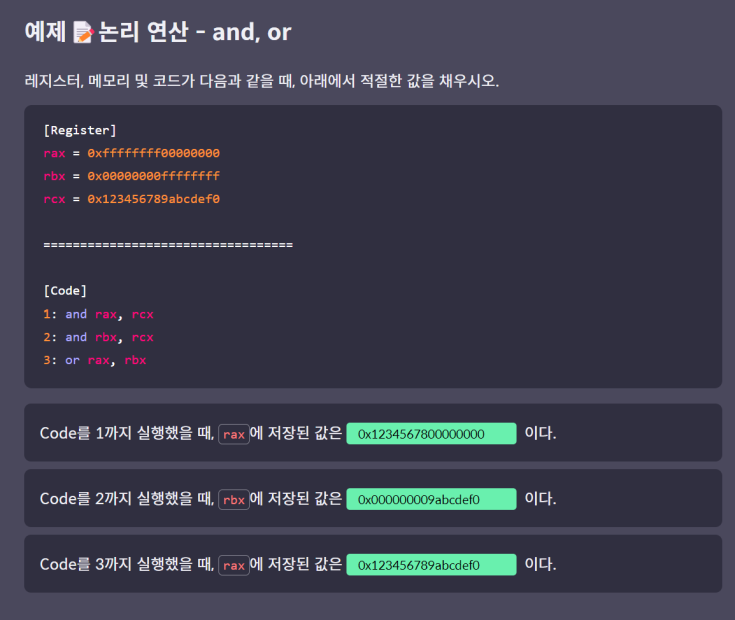 예제 📝 논리 연산 - and, or
레지스터, 메모리 및 코드가 다음과 같을 때, 아래에서 적절한 값을 채우시오.
[Register]
rax = 0xffffffff00000000
rbx = 0x00000000ffffffff
rcx = 0x123456789abcdef0
==================================
[Code]
1: and rax, rcx
2: and rbx, rcx
3: or rax, rbx
Code를 1까지 실행했을 때, rax에 저장된 값은 0x1234567800000000 이다.
Code를 2까지 실행했을 때, rbx에 저장된 값은 0x000000009abcdef0 이다.
Code를 3까지 실행했을 때, rax에 저장된 값은 0x123456789abcdef0 이다.